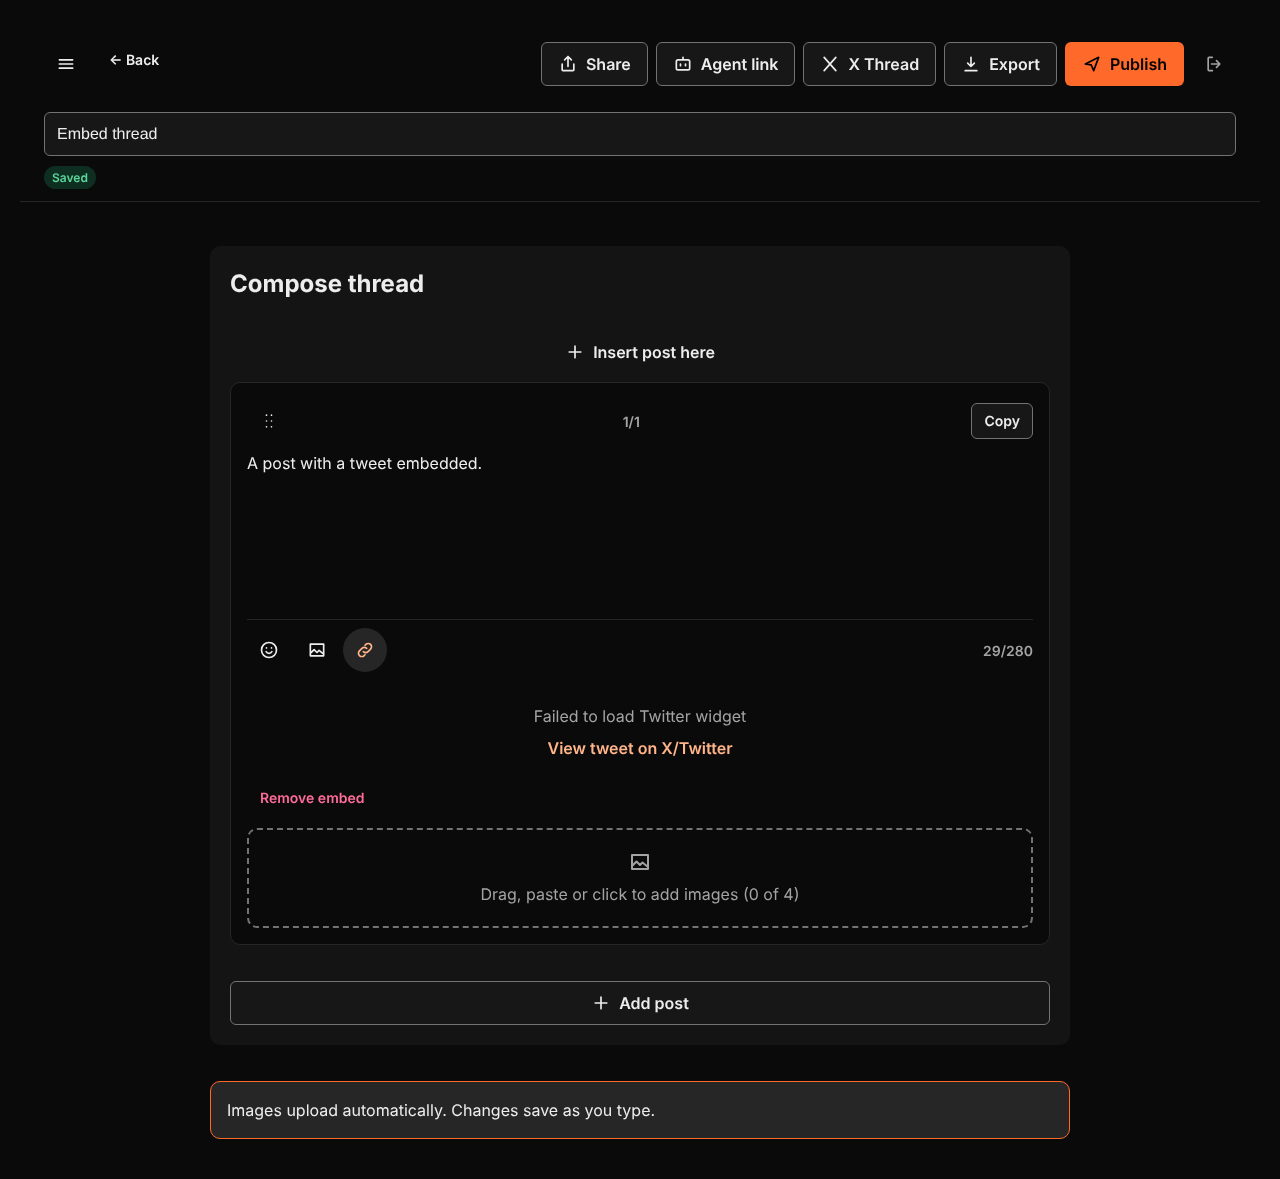 ← Back
Share
Agent link
X Thread
Export
Publish
Embed thread
Saved
Compose thread
Insert post here
1/1
Copy
A post with a tweet embedded.
29/280
Failed to load Twitter widget
View tweet on X/Twitter
Remove embed
Drag, paste or click to add images (0 of 4)
Add post
Images upload automatically. Changes save as you type.